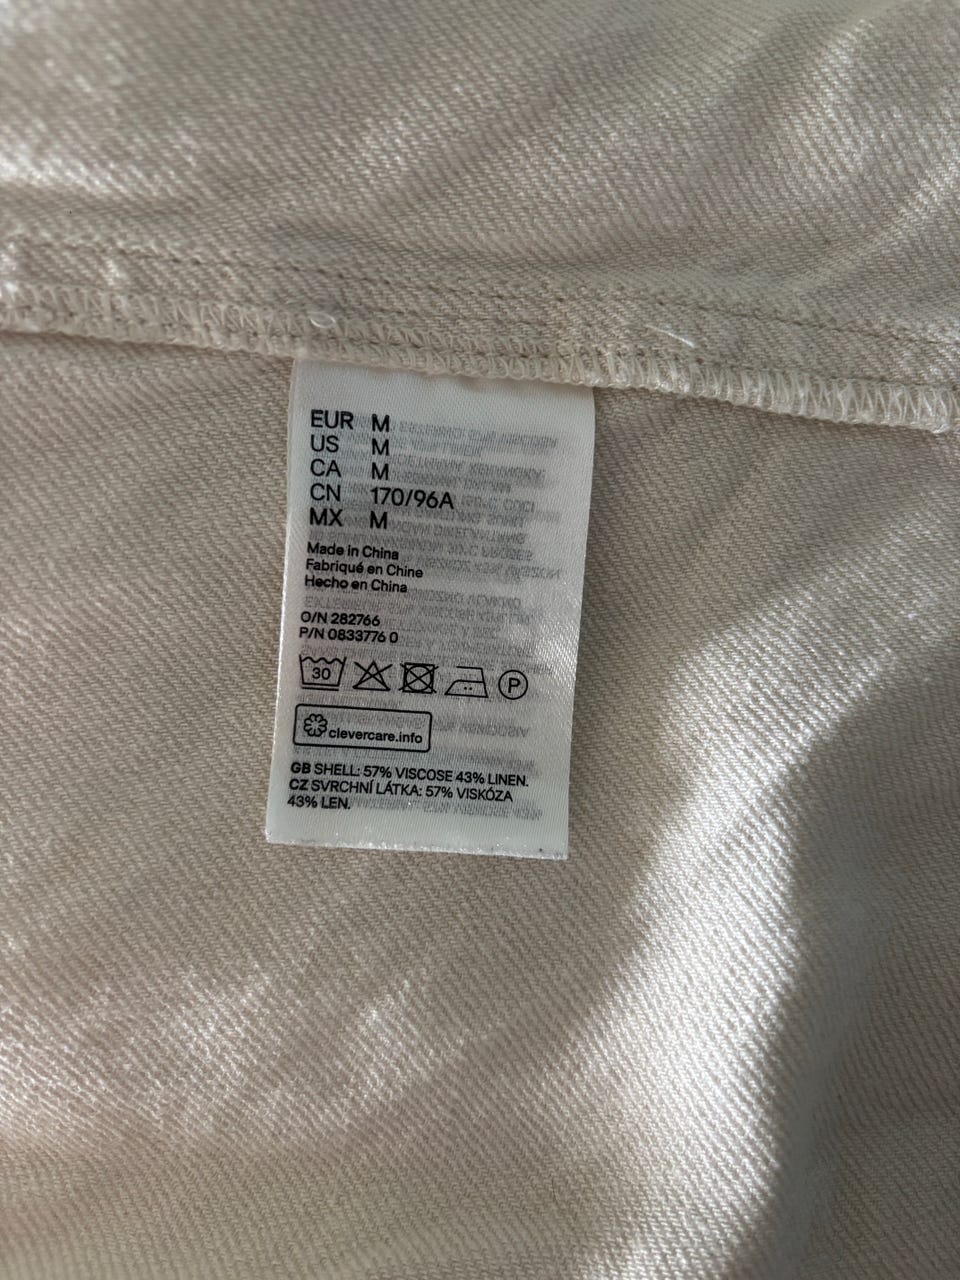 EUR M
US M
CA M
CN 170/96A
MX M
Made in China
Fabriqué en Chine
Hecho en China
O/N 282766
P/N 0833776 0
30 P
clevercare.info
GB SHELL: 57% VISCOSE 43% LINEN.
CZ SVRCHNÍ LÁTKA: 57% VISKÓZA
43% LEN.